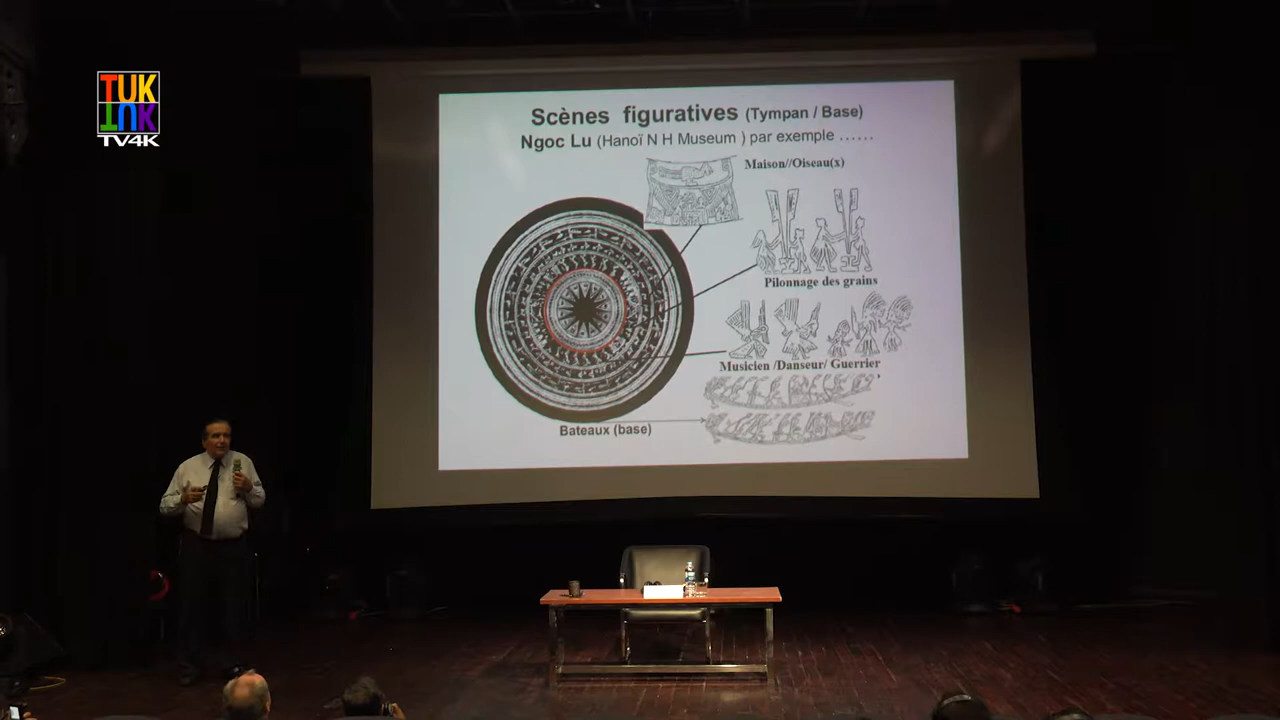 TUK
TUK
TV4K
Scènes figuratives (Tympan / Base)
Ngoc Lu (Hanoï N H Museum ) par exemple ……
Maison//Oiseau(x)
Pilonnage des grains
Musicien /Danseur/ Guerrier
Bateaux (base)